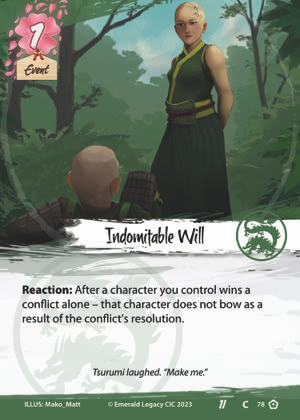 1
Event
Indomitable Will
Reaction: After a character you control wins a
conflict alone – that character does not bow as a
result of the conflict's resolution.
Tsurumi laughed. “Make me.”
ILLUS: Mako_Matt © Emerald Legacy CIC 2023 C 78